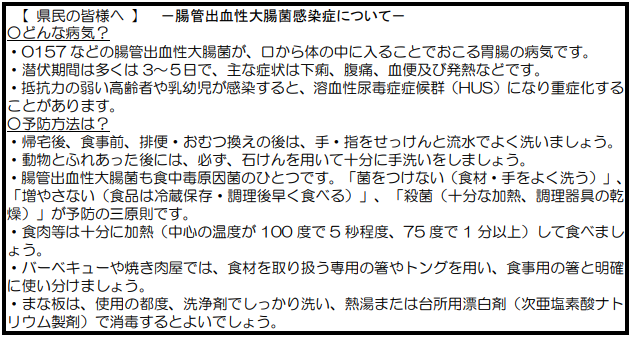 【 県民の皆様へ 】　－腸管出血性大腸菌感染症について－
〇どんな病気？
・O157などの腸管出血性大腸菌が、口から体の中に入ることでおこる胃腸の病気です。
・潜伏期間は多くは３～５日で、主な症状は下痢、腹痛、血便及び発熱などです。
・抵抗力の弱い高齢者や乳幼児が感染すると、溶血性尿毒症症候群（HUS）になり重症化する
ことがあります。
〇予防方法は？
・帰宅後、食事前、排便・おむつ換えの後は、手・指をせっけんと流水でよく洗いましょう。
・動物とふれあった後には、必ず、石けんを用いて十分に手洗いをしましょう。
・腸管出血性大腸菌も食中毒原因菌のひとつです。「菌をつけない（食材・手をよく洗う）」、
「増やさない（食品は冷蔵保存・調理後早く食べる）」、「殺菌（十分な加熱、調理器具の乾
燥）」が予防の三原則です。
・食肉等は十分に加熱（中心の温度が100度で5秒程度、75度で1分以上）して食べまし
ょう。
・バーベキューや焼き肉屋では、食材を取り扱う専用の箸やトングを用い、食事用の箸と明確
に使い分けましょう。
・まな板は、使用の都度、洗浄剤でしっかり洗い、熱湯または台所用漂白剤（次亜塩素酸ナト
リウム製剤）で消毒するとよいでしょう。